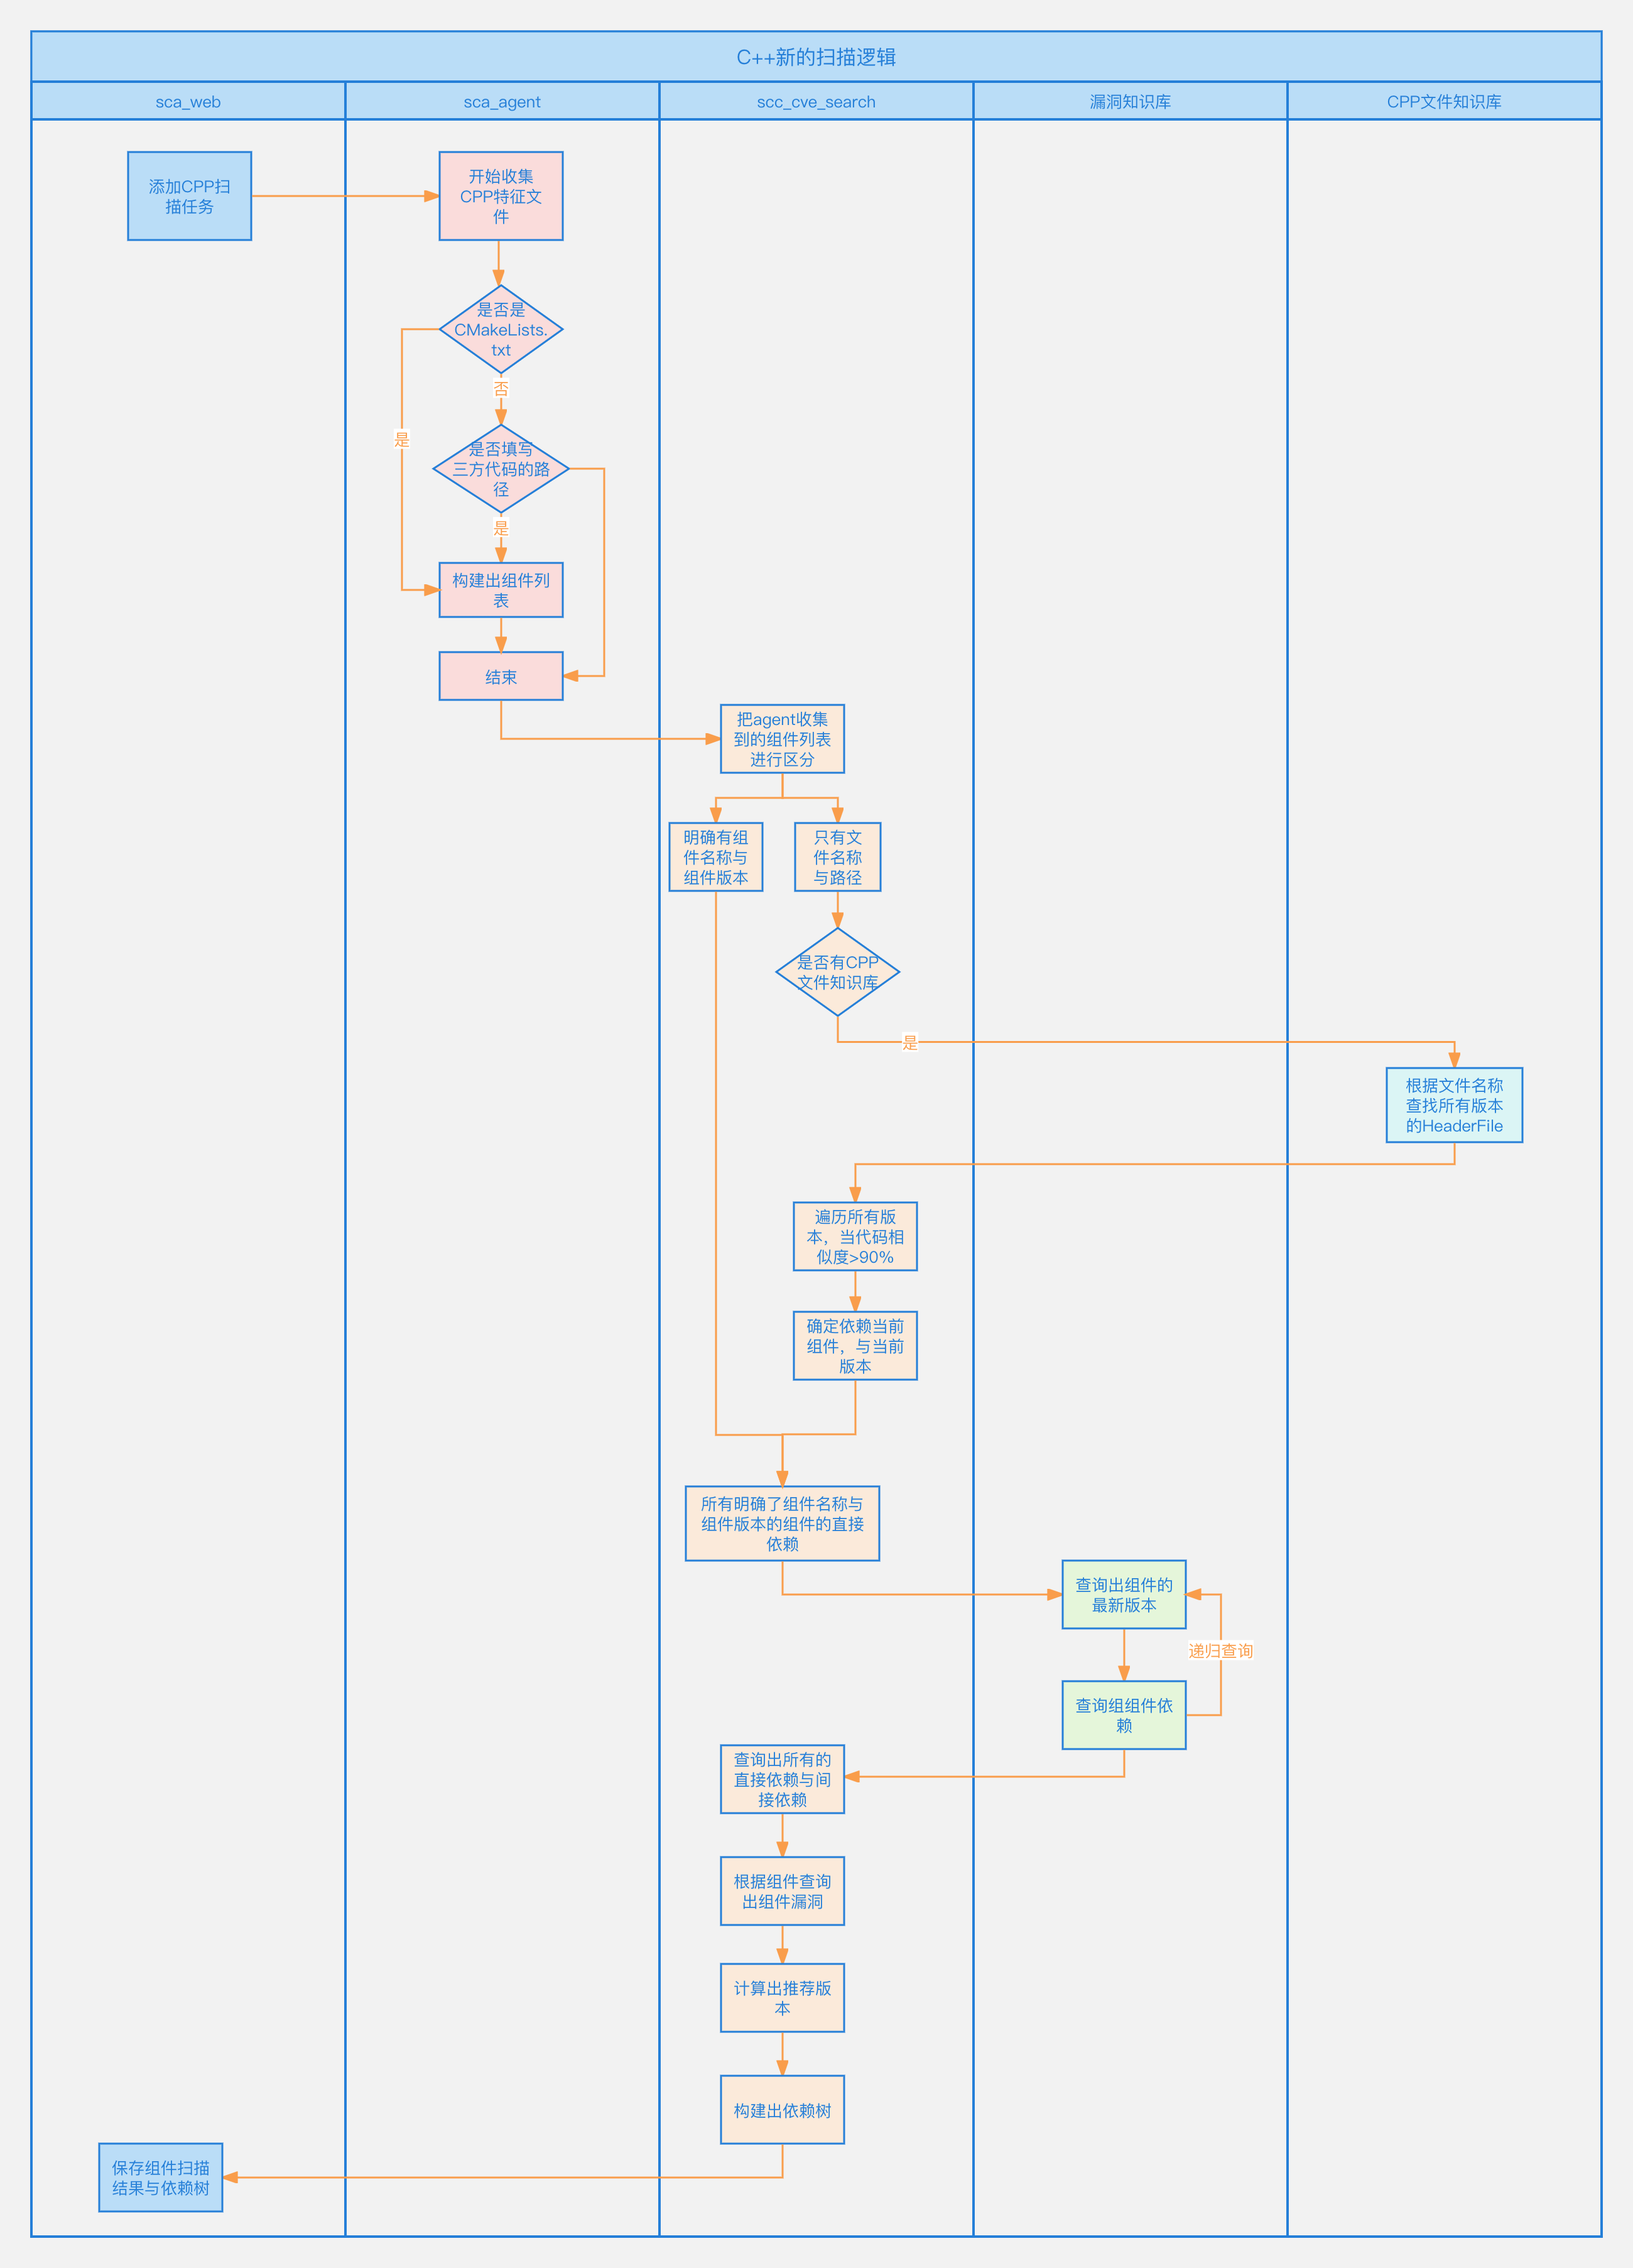 C++新的扫描逻辑
sca_web
sca_agent
scc_cve_search
漏洞知识库
CPP文件知识库
添加CPP扫
描任务
开始收集
CPP特征文
件
是否是
CMakeLists.
txt
否
是
是否填写
三方代码的路
径
是
构建出组件列
表
结束
把agent收集
到的组件列表
进行区分
明确有组
件名称与
组件版本
只有文
件名称
与路径
是否有CPP
文件知识库
是
根据文件名称
查找所有版本
的HeaderFile
遍历所有版
本，当代码相
似度>90%
确定依赖当前
组件，与当前
版本
所有明确了组件名称与
组件版本的组件的直接
依赖
查询出组件的
最新版本
递归查询
查询组组件依
赖
查询出所有的
直接依赖与间
接依赖
根据组件查询
出组件漏洞
计算出推荐版
本
构建出依赖树
保存组件扫描
结果与依赖树